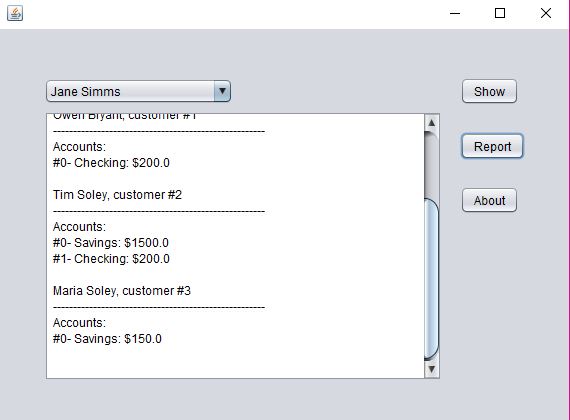 Jane Simms
Show
Owen Bryant, customer #1
----------------------------------------------------
Accounts:
#0- Checking: $200.0
Report
Tim Soley, customer #2
----------------------------------------------------
About
Accounts:
#0- Savings: $1500.0
#1- Checking: $200.0
Maria Soley, customer #3
----------------------------------------------------
Accounts:
#0- Savings: $150.0